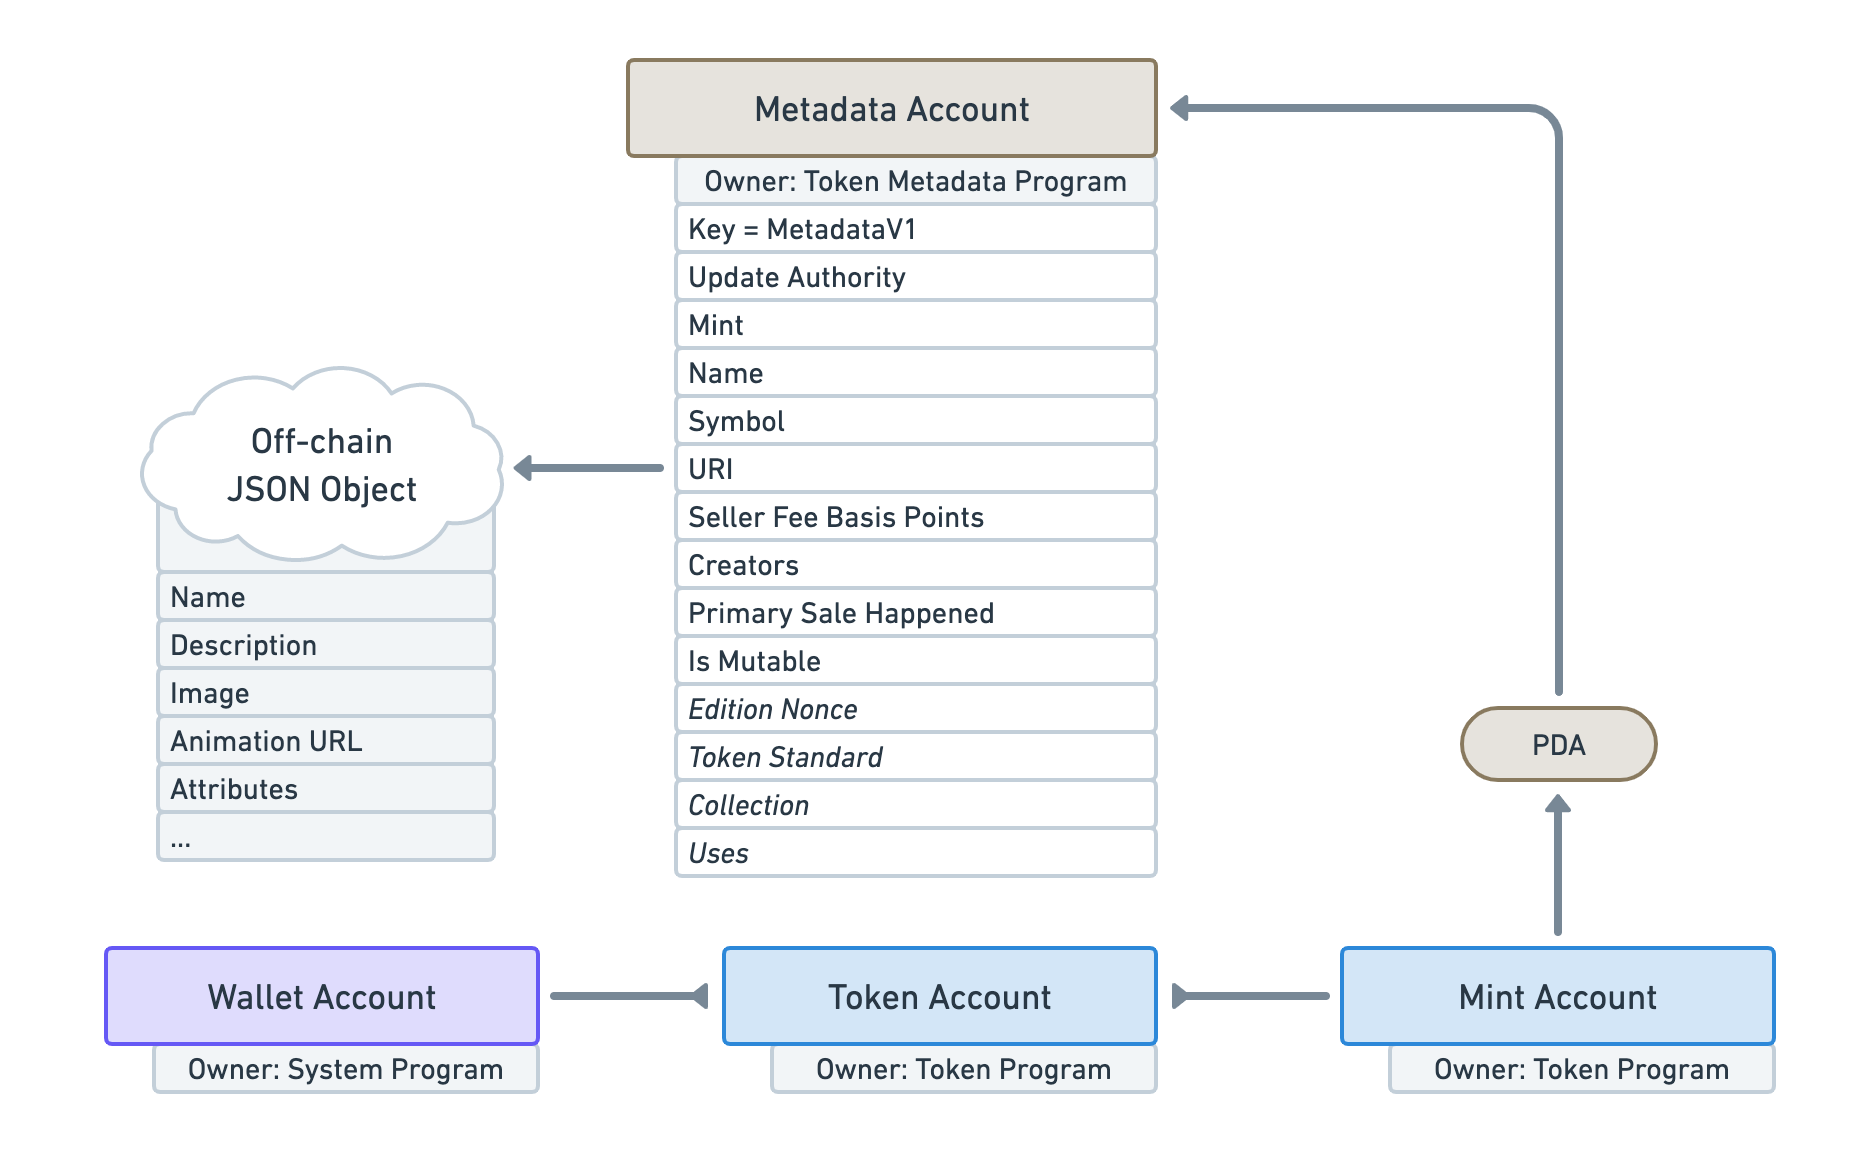 Metadata Account
Owner: Token Metadata Program
Key = MetadataV1
Update Authority
Mint
Name
Symbol
URI
Seller Fee Basis Points
Creators
Primary Sale Happened
Is Mutable
Edition Nonce
Token Standard
Collection
Uses
Off-chain
JSON Object
Name
Description
Image
Animation URL
Attributes
...
PDA
Wallet Account
Owner: System Program
Token Account
Owner: Token Program
Mint Account
Owner: Token Program